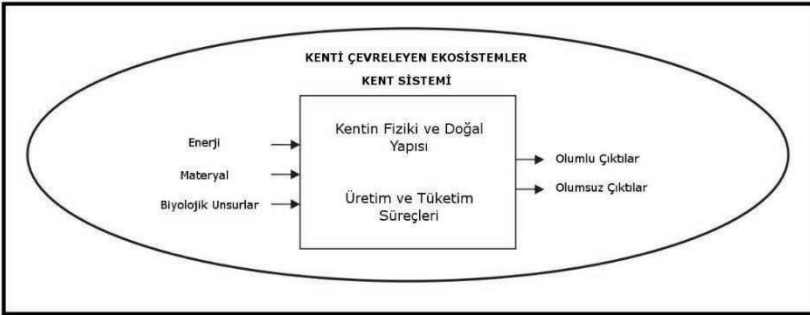 KENTİ ÇEVRELEYEN EKOSİSTEMLER
KENT SİSTEMİ
Kentin Fiziki ve Doğal
Yapısı
Enerji
Materyal
Biyolojik Unsurlar
Üretim ve Tüketim
Süreçleri
Olumlu Çıktılar
Olumsuz Çıktılar